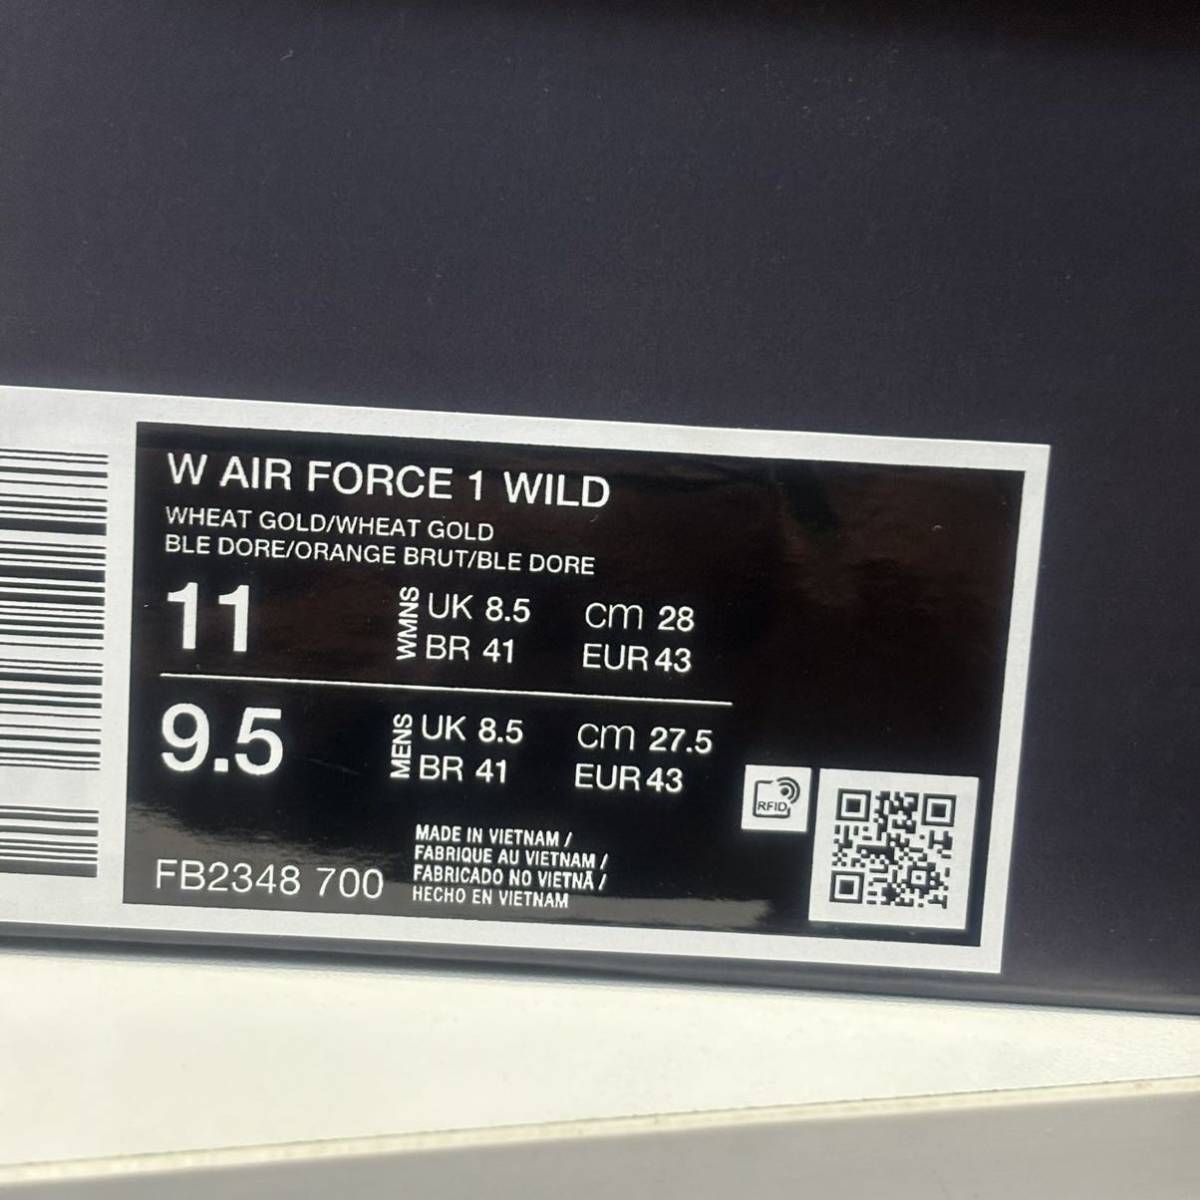 W AIR FORCE 1 WILD
WHEAT GOLD/WHEAT GOLD
BLE DORE/ORANGE BRUT/BLE DORE
11 WMNS UK 8.5 cm 28
BR 41 EUR 43
9.5 MENS UK 8.5 cm 27.5
BR 41 EUR 43
RFID
FB2348 700
MADE IN VIETNAM /
FABRIQUE AU VIETNAM /
FABRICADO NO VIETNÃ /
HECHO EN VIETNAM